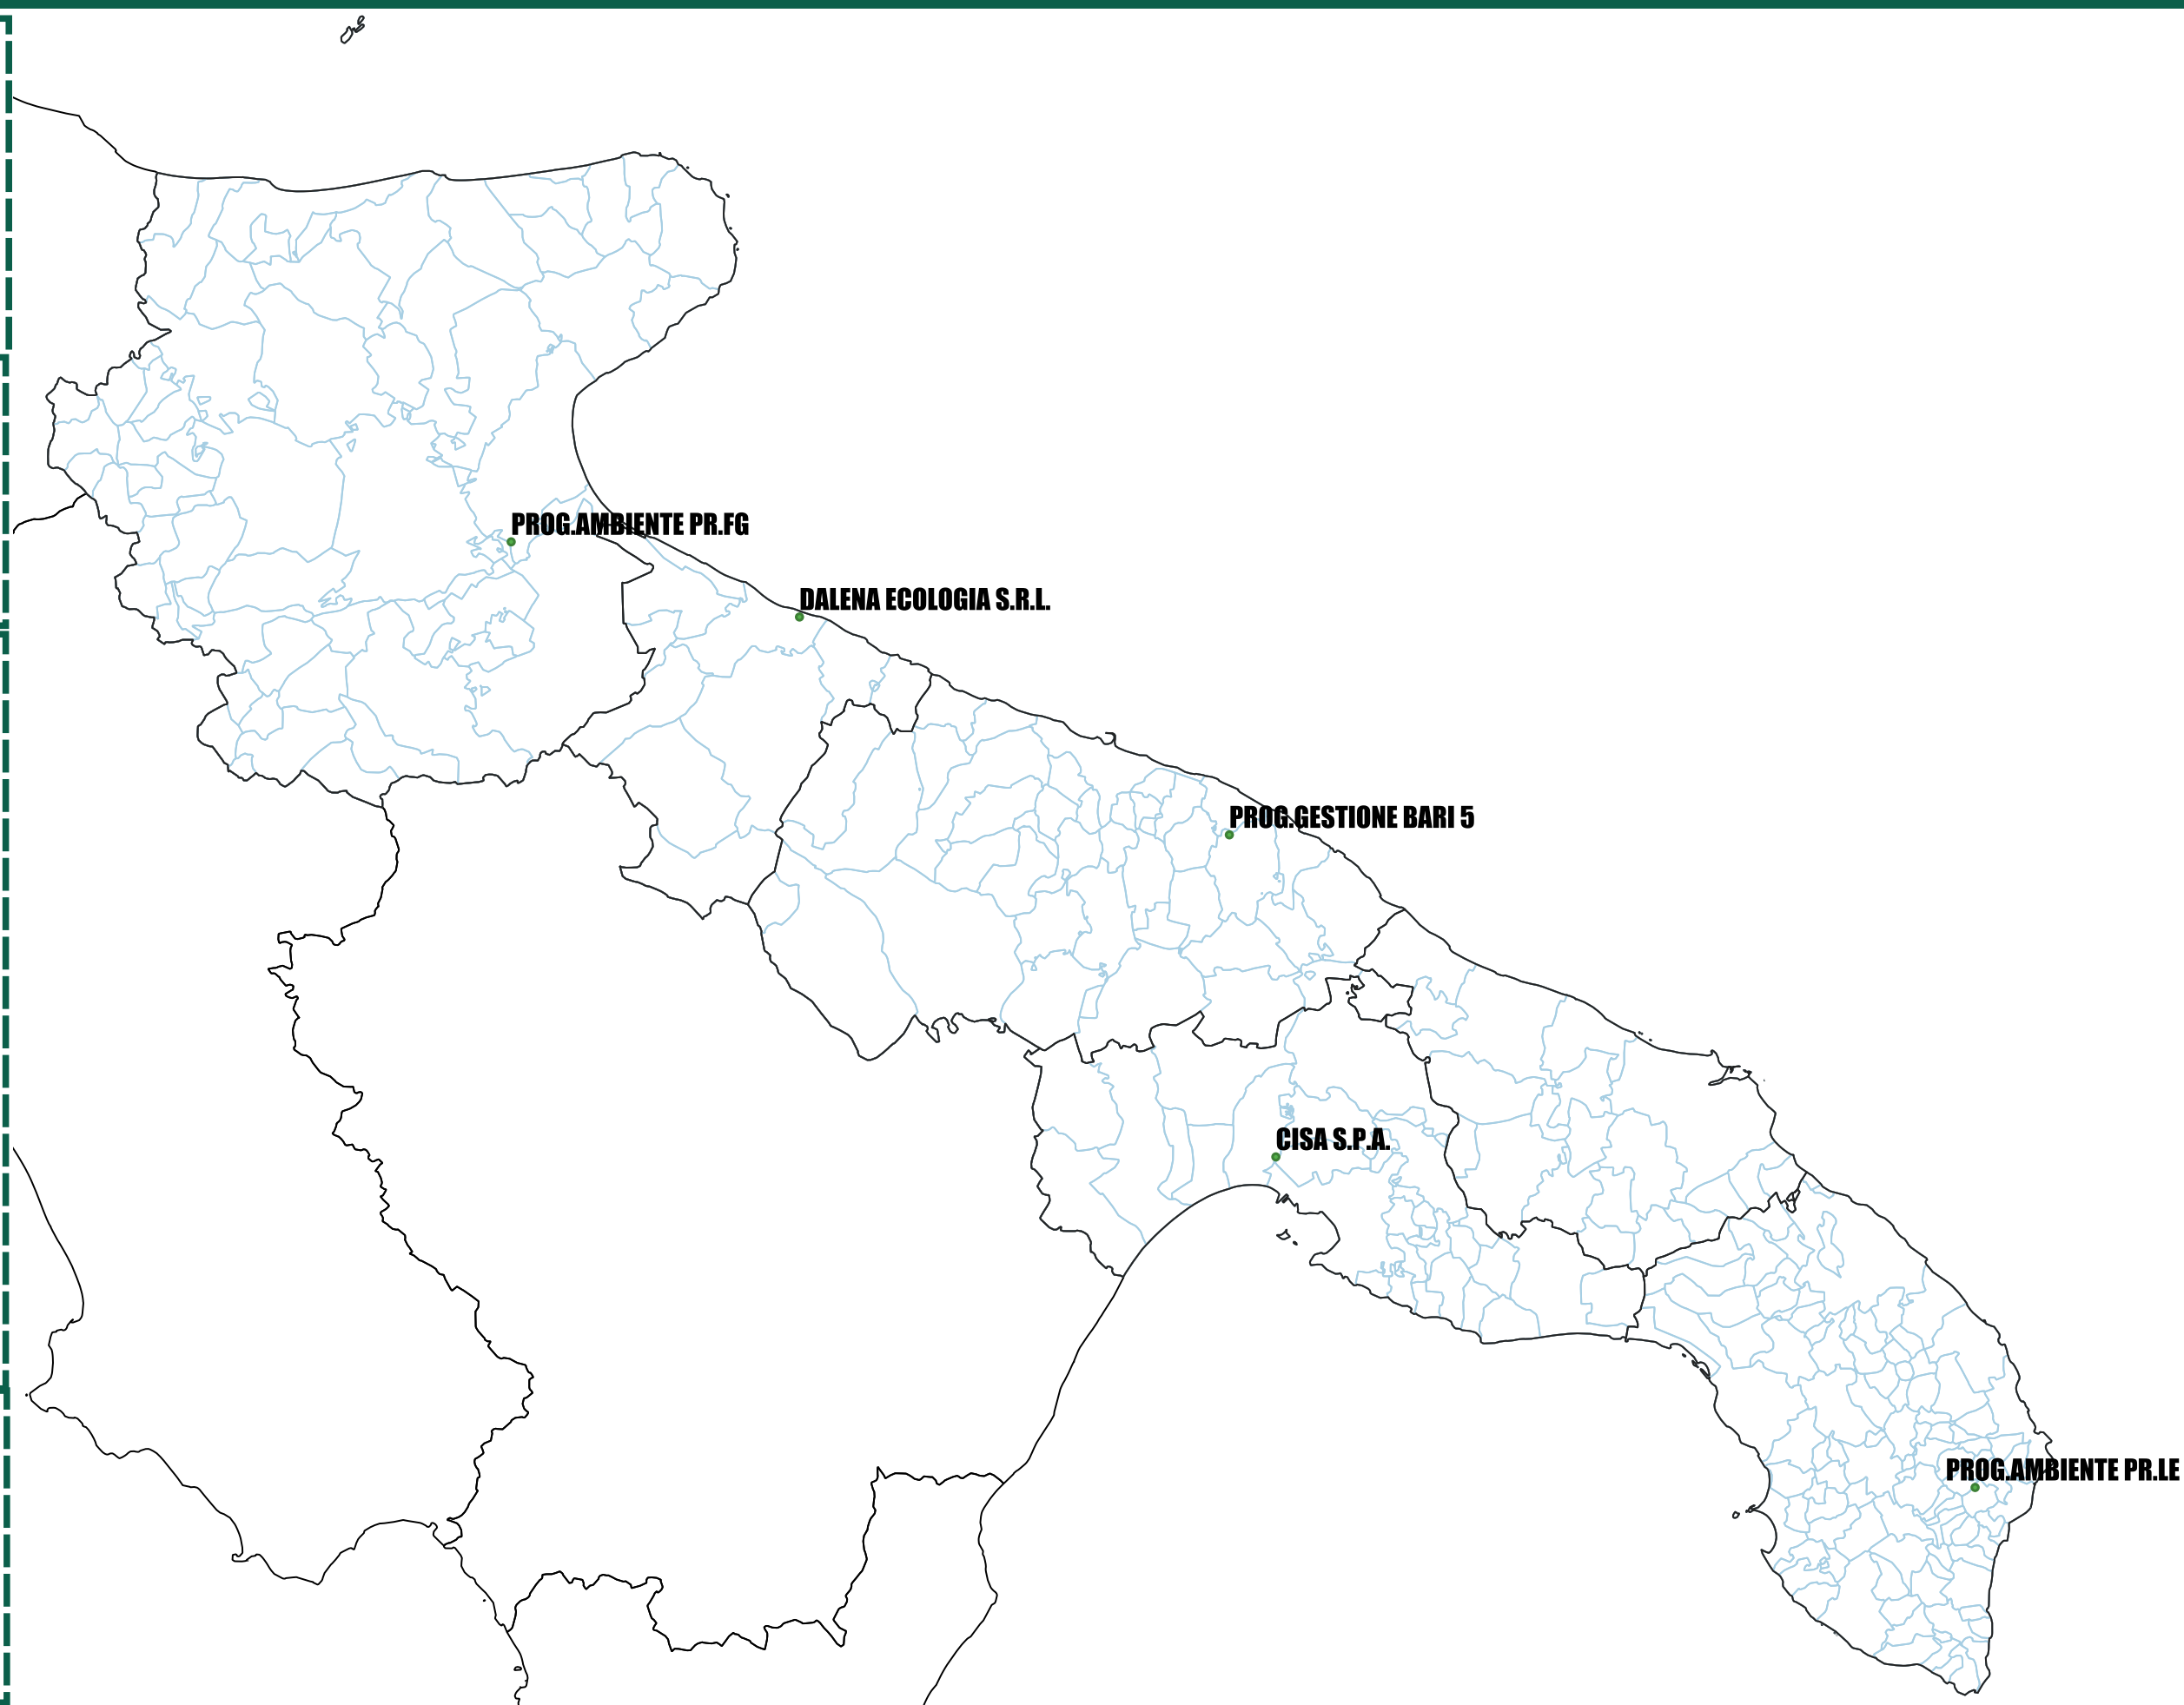 PROG.AMBIENTE PR.FG
DALENA ECOLOGIA S.R.L.
PROG.GESTIONE BARI 5
CISA S.P.A.
PROG.AMBIENTE PR.LE